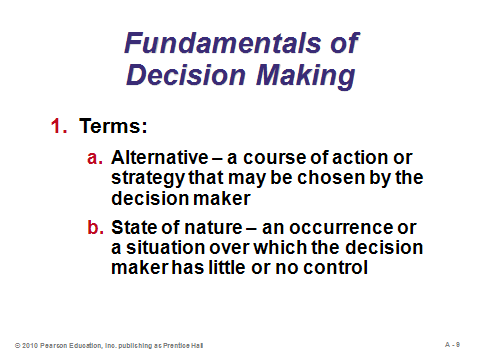 Fundamentals of
Decision Making
1. Terms:
a. Alternative – a course of action or
strategy that may be chosen by the
decision maker
b. State of nature – an occurrence or
a situation over which the decision
maker has little or no control
© 2010 Pearson Education, Inc. publishing as Prentice Hall
A - 9